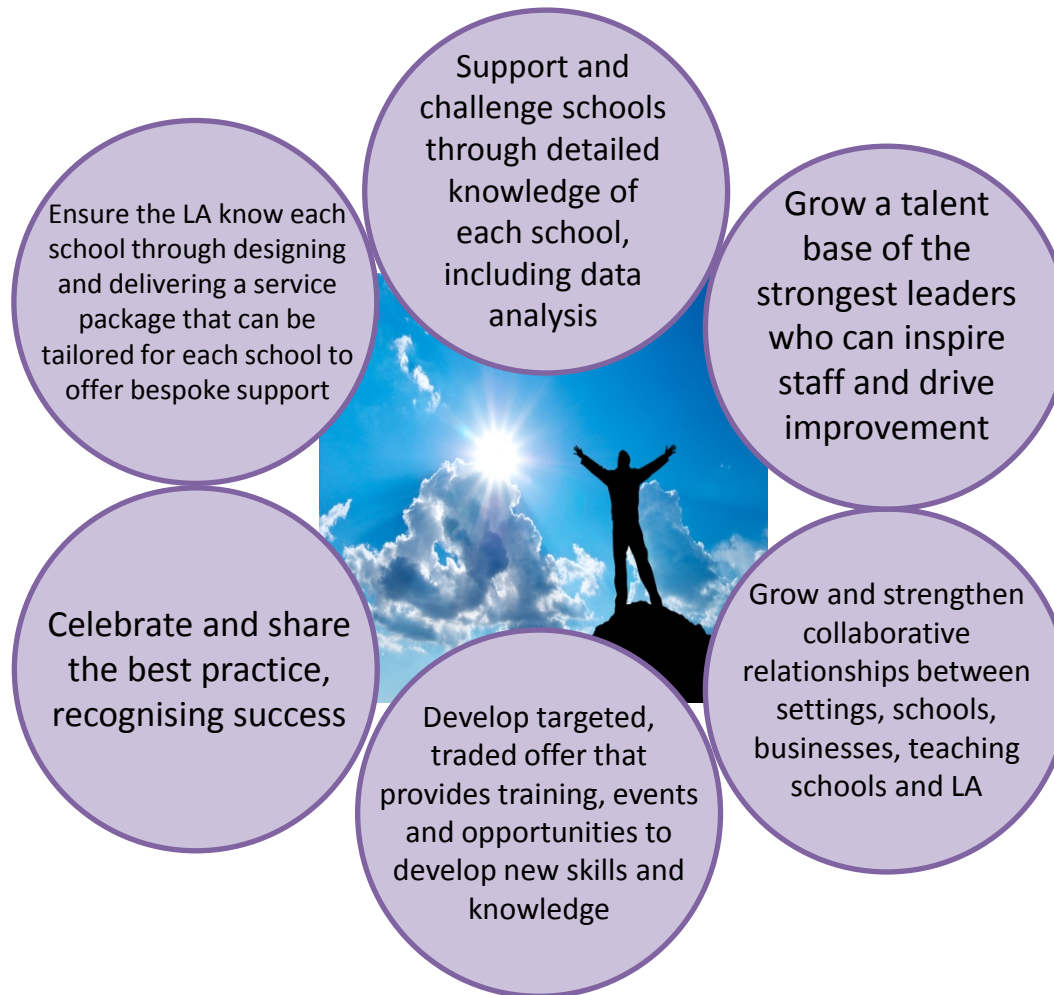 Support and
challenge schools
through detailed
knowledge of
each school,
including data
analysis
Grow a talent
base of the
strongest leaders
who can inspire
staff and drive
improvement
Grow and strengthen
collaborative
relationships between
settings, schools,
businesses, teaching
schools and LA
Develop targeted,
traded offer that
provides training, events
and opportunities to
develop new skills and
knowledge
Celebrate and share
the best practice,
recognising success
Ensure the LA know each
school through designing
and delivering a service
package that can be
tailored for each school to
offer bespoke support